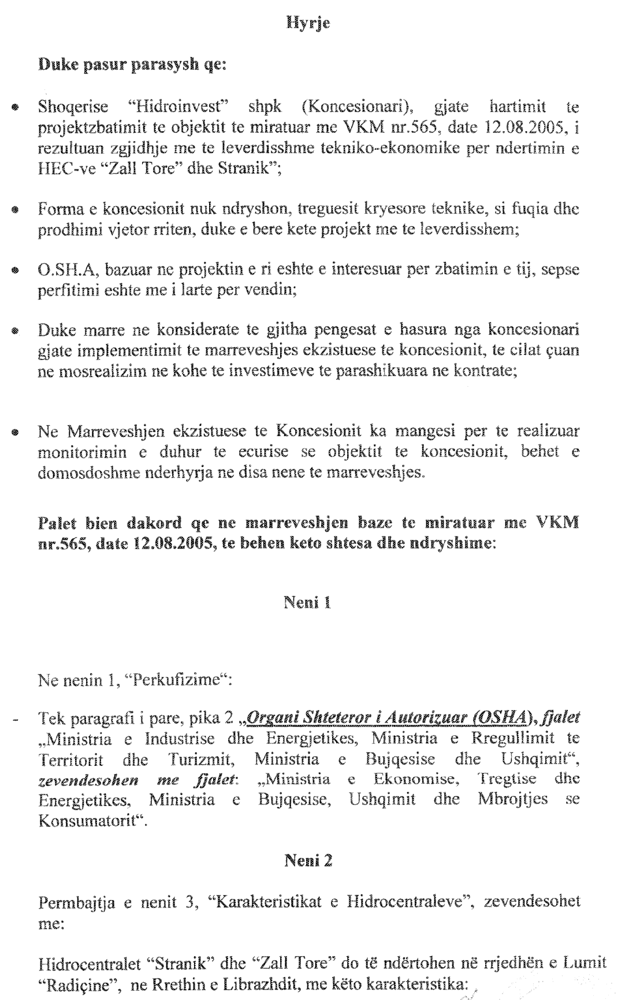 Hyrje
Duke pasur parasysh qe:
• Shoqerise “Hidroinvest” shpk (Koncesionari), gjate hartimit te
projektzbatimit te objektit te miratuar me VKM nr.565, date 12.08.2005, i
rezultuan zgjidhje me te leverdisshme tekniko-ekonomike per ndertimin e
HEC-ve “Zall Tore” dhe Stranik”;
• Forma e koncesionit nuk ndryshon, treguesit kryesore teknike, si fuqia dhe
prodhimi vjetor rriten, duke e bere kete projekt me te leverdisshem;
• O.SH.A, bazuar ne projektin e ri eshte e interesuar per zbatimin e tij, sepse
perfitimi eshte me i larte per vendin;
• Duke marre ne konsiderate te gjitha pengesat e hasura nga koncesionari
gjate implementimit te marreveshjes ekzistuese te koncesionit, te cilat çuan
ne mosrealizim ne kohe te investimeve te parashikuara ne kontrate;
• Ne Marreveshjen ekzistuese te Koncesionit ka mangesi per te realizuar
monitorimin e duhur te ecurise se objektit te koncesionit, behet e
domosdoshme nderhyrja ne disa nene te marreveshjes.
Palet bien dakord qe ne marreveshjen baze te miratuar me VKM
nr.565, date 12.08.2005, te behen keto shtesa dhe ndryshime:
Neni 1
Ne nenin 1, “Perkufizime“:
- Tek paragrafi i pare, pika 2 „Organi Shteteror i Autorizuar (OSHA), fjalet
„Ministria e Industrise dhe Energjetikes, Ministria e Rregullimit te
Territorit dhe Turizmit, Ministria e Bujqesise dhe Ushqimit“,
zevendesohen me fjalet: „Ministria e Ekonomise, Tregtise dhe
Energjetikes, Ministria e Bujqesise, Ushqimit dhe Mbrojtjes se
Konsumatorit“.
Neni 2
Permbajtja e nenit 3, “Karakteristikat e Hidrocentraleve”, zevendesohet
me:
Hidrocentralet “Stranik” dhe “Zall Tore” do të ndërtohen në rrjedhën e Lumit
“Radiçine”, ne Rrethin e Librazhdit, me këto karakteristika: